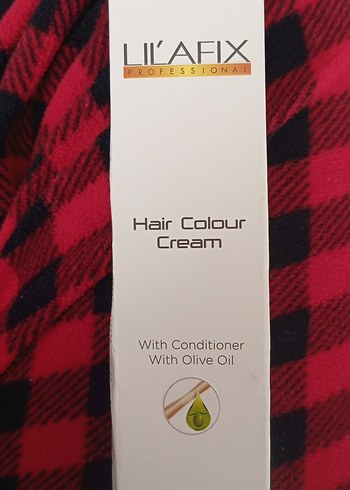 LIL'AFIX
PROFESSIONAL
Hair Colour
Cream
With Conditioner
With Olive Oil